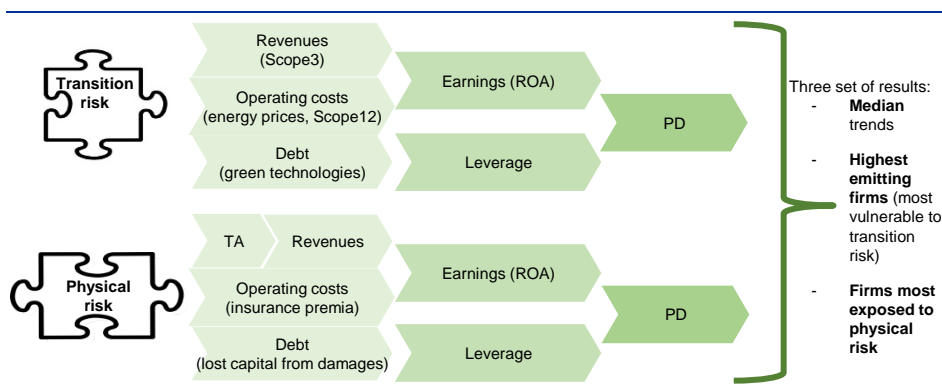 Transition
risk
Revenues
(Scope3)
Operating costs
(energy prices, Scope12)
Debt
(green technologies)
Earnings (ROA)
Leverage
PD
Physical
risk
TA
Revenues
Operating costs
(insurance premia)
Debt
(lost capital from damages)
Earnings (ROA)
Leverage
PD
Three set of results:
- Median
trends
- Highest
emitting
firms (most
vulnerable to
transition
risk)
- Firms most
exposed to
physical
risk